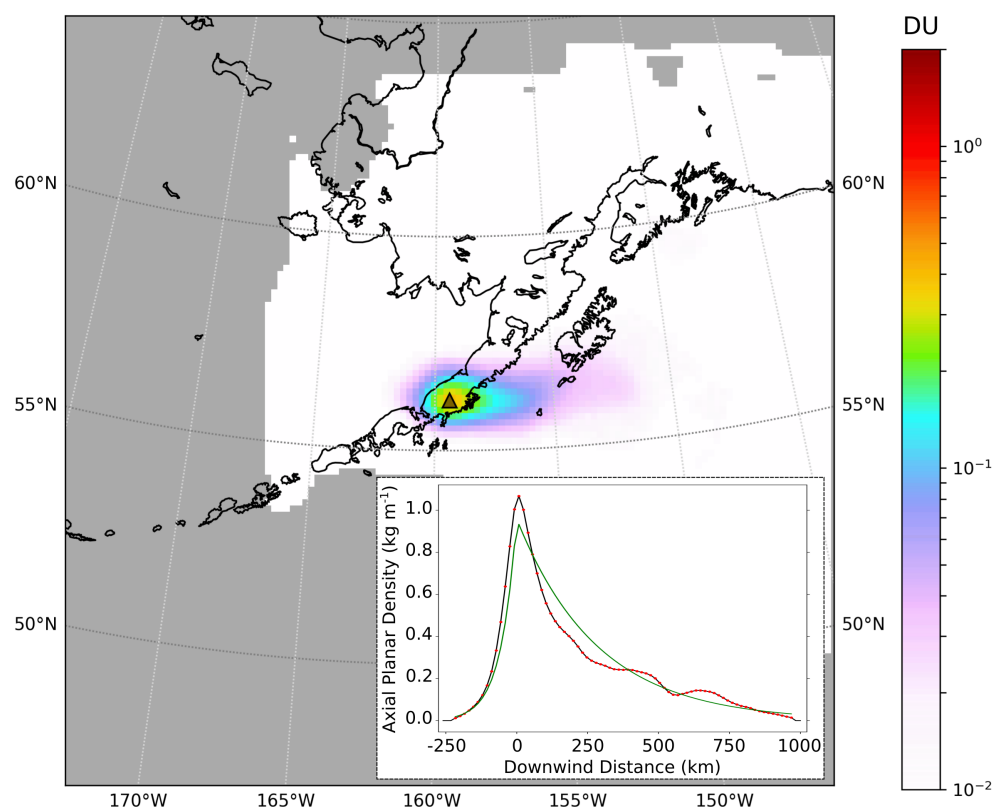 DU
10⁰
60°N
60°N
55°N
10⁻¹
55°N
50°N
50°N
Axial Planar Density (kg m⁻¹)
1.0
0.8
0.6
0.4
0.2
0.0
-250
0
250
500
750
1000
Downwind Distance (km)
10⁻²
170°W
165°W
160°W
155°W
150°W